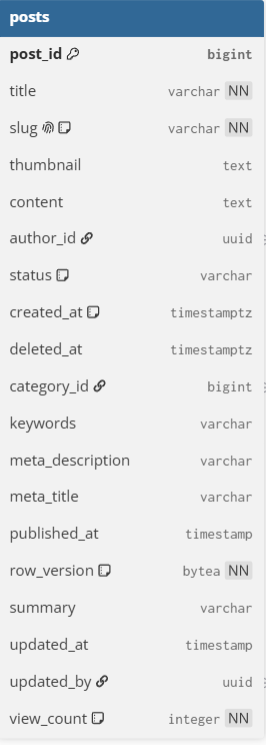 posts
post_id bigint
title varchar NN
slug varchar NN
thumbnail text
content text
author_id uuid
status varchar
created_at timestamptz
deleted_at timestamptz
category_id bigint
keywords varchar
meta_description varchar
meta_title varchar
published_at timestamp
row_version bytea NN
summary varchar
updated_at timestamp
updated_by uuid
view_count integer NN